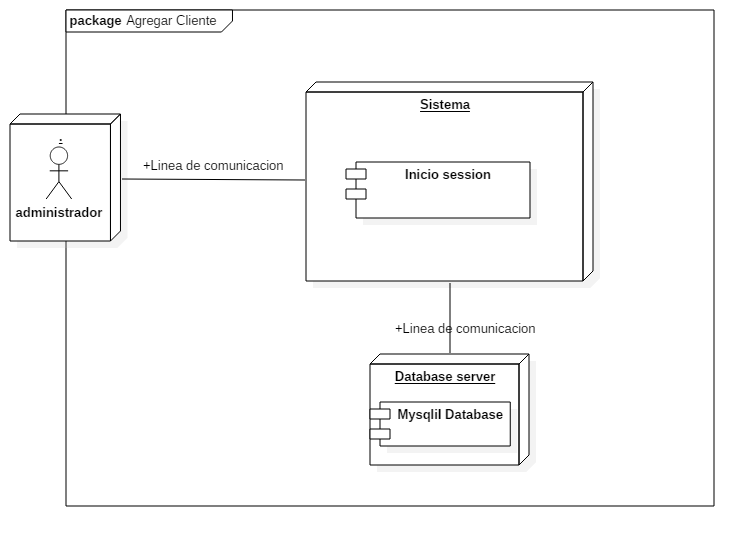 package Agregar Cliente
Sistema
+Linea de comunicacion
Inicio session
administrador
+Linea de comunicacion
Database server
Mysqlil Database